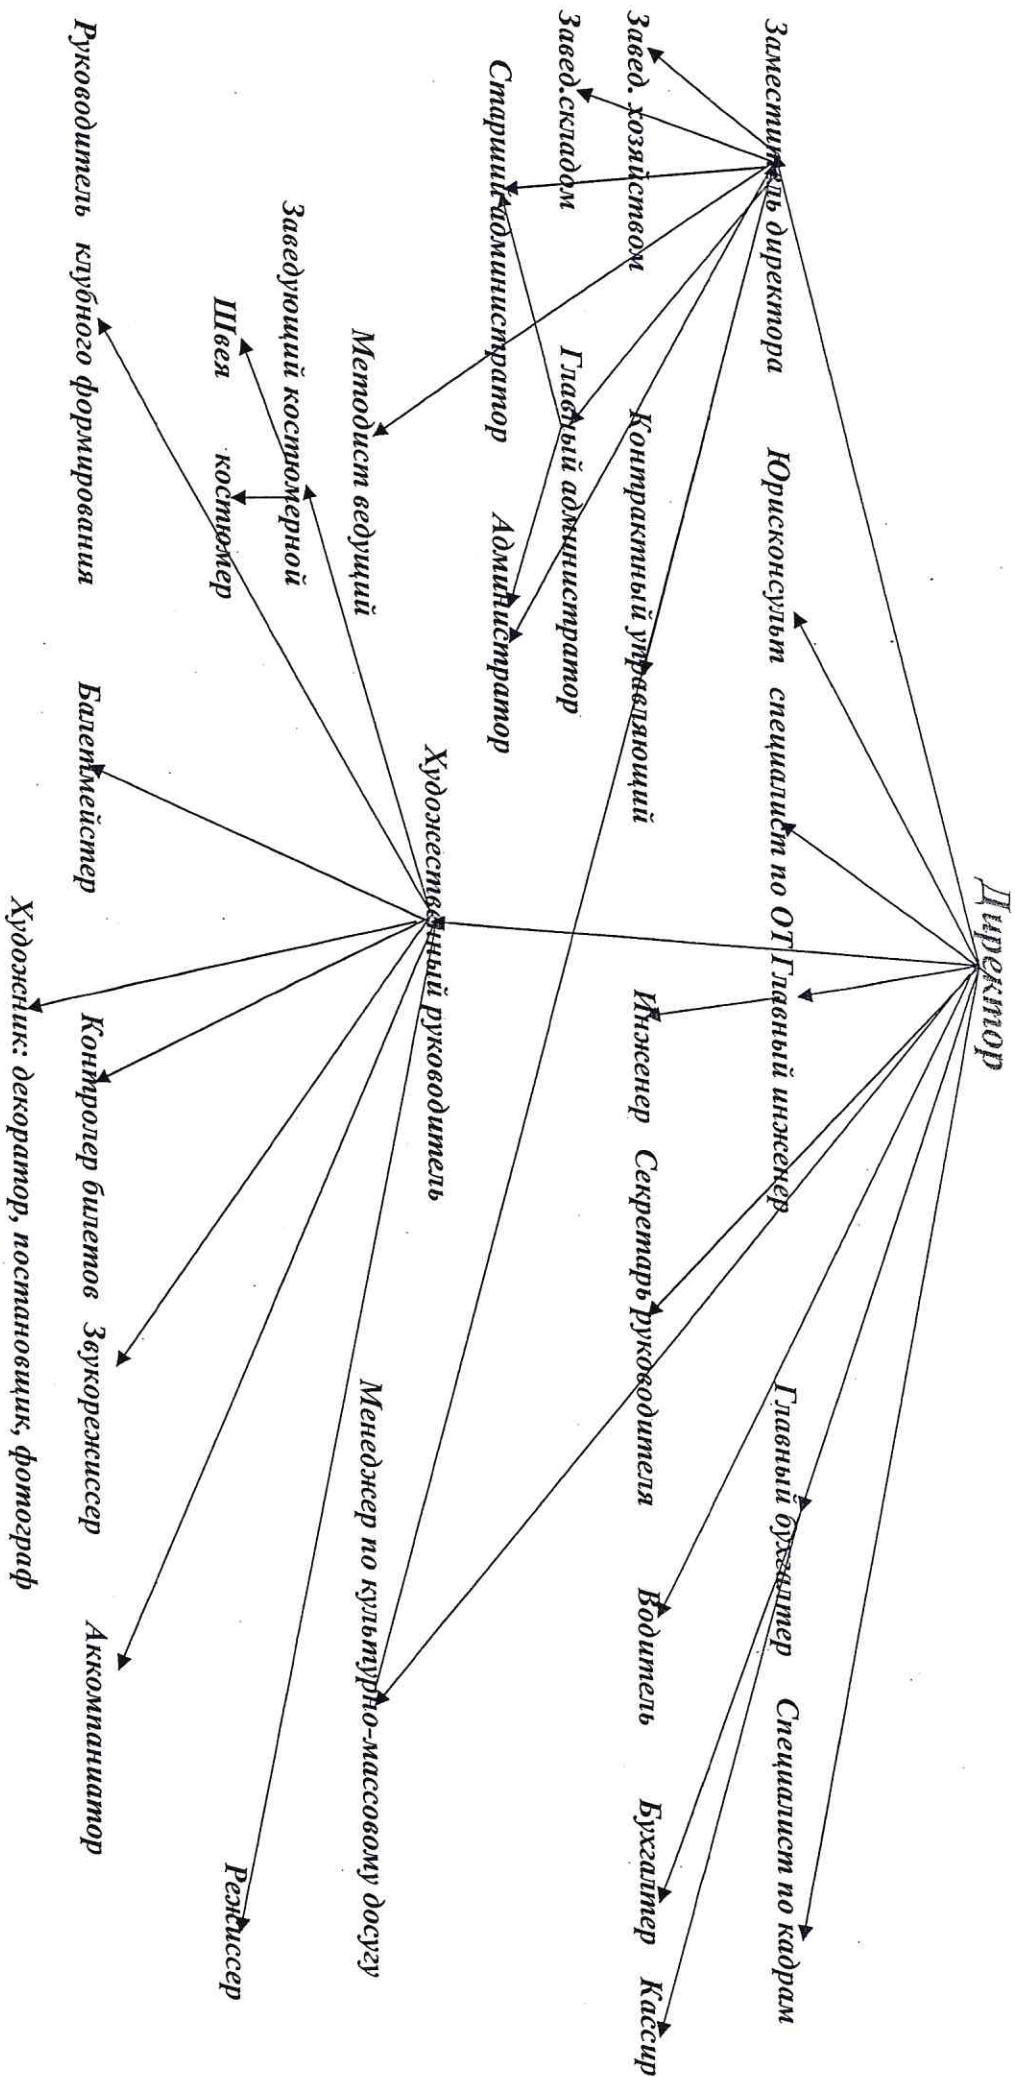 Директор
Заместитель директора
Юрисконсульт
специалист по ОТ
Главный инженер
Главный бухгалтер
Специалист по кадрам
Завед. хозяйством
Контрактный управляющий
Инженер
Секретарь руководителя
Водитель
Бухгалтер
Кассир
Завед.складом
Главный администратор
Старший администратор
Администратор
Художественный руководитель
Методист ведущий
Менеджер по культурно-массовому досугу
Заведующий костюмерной
Швея
костюмер
Режиссер
Руководитель клубного формирования
Балетмейстер
Контролер билетов
Звукорежиссер
Аккомпаниатор
Художник: декоратор, постановщик, фотограф